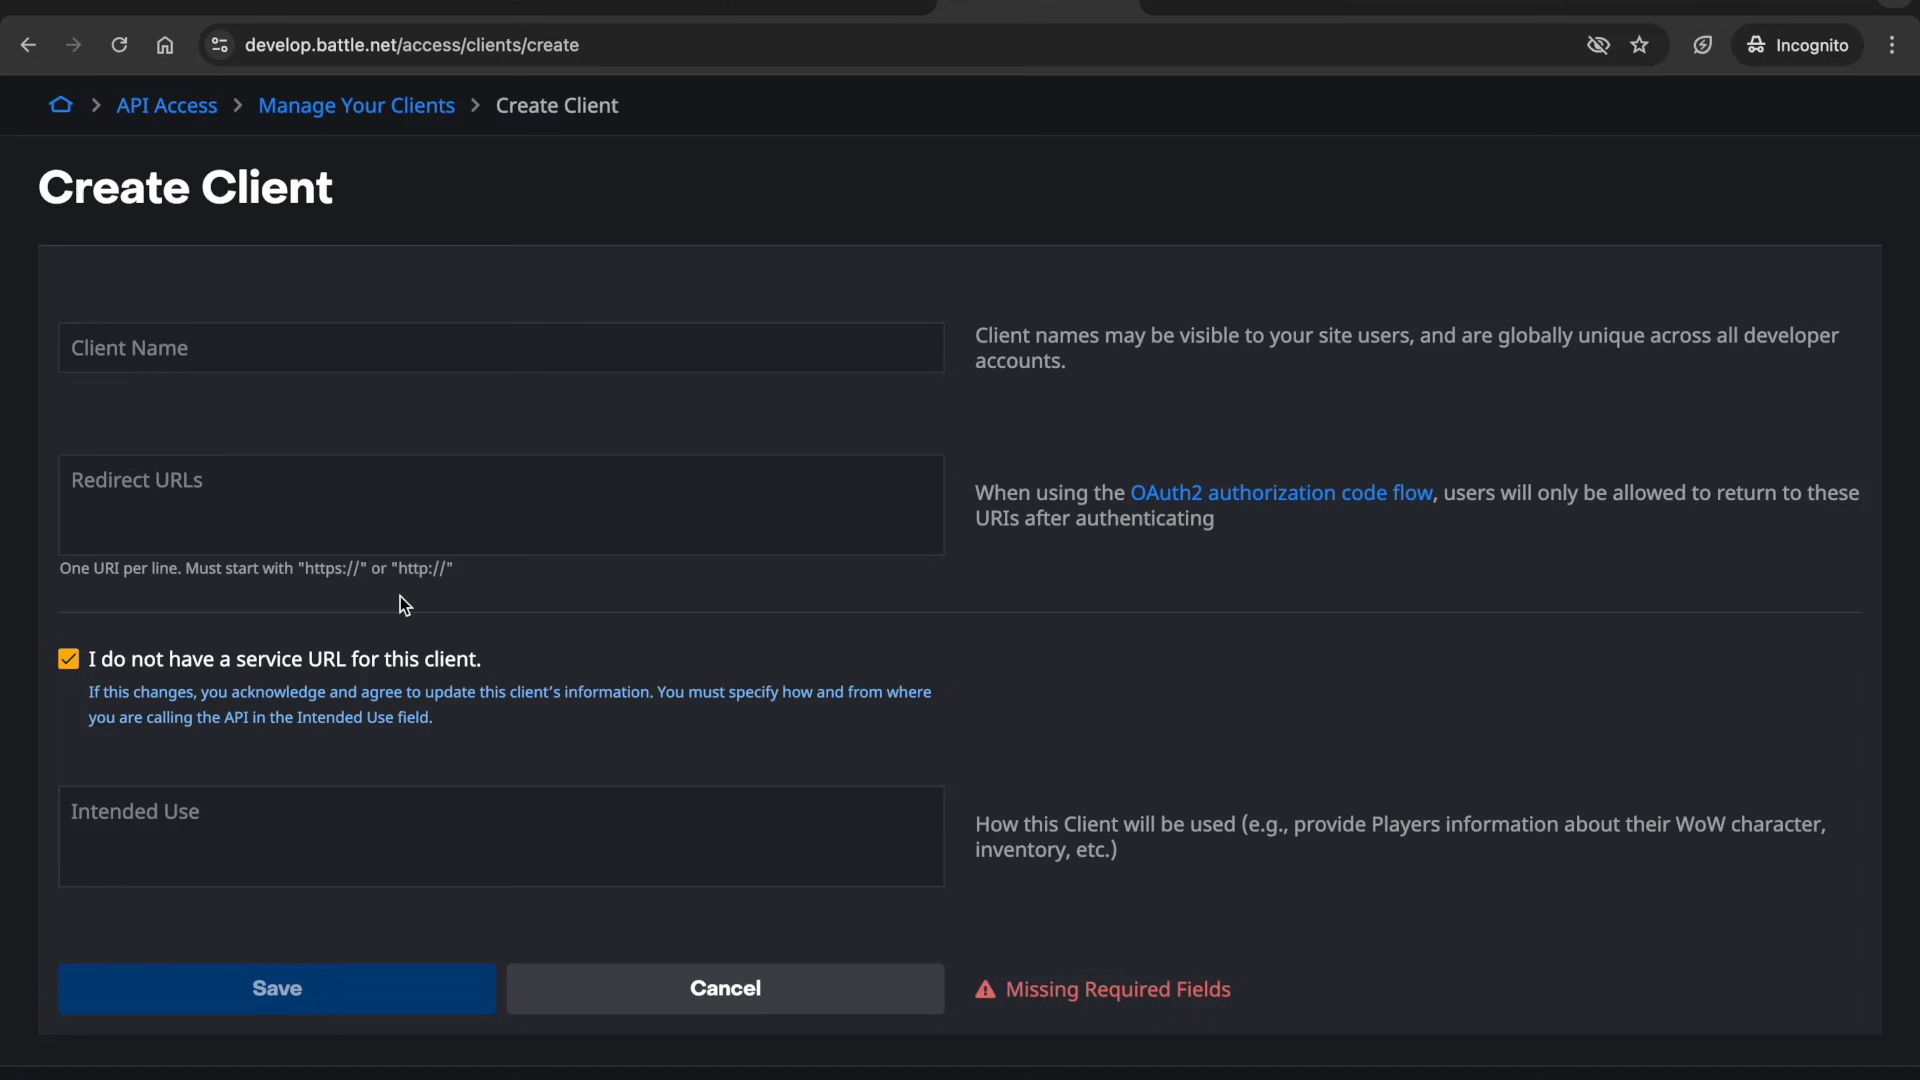 develop.battle.net/access/clients/create
Incognito
API Access
Manage Your Clients
Create Client
Create Client
Client Name
Client names may be visible to your site users, and are globally unique across all developer
accounts.
Redirect URLs
When using the OAuth2 authorization code flow, users will only be allowed to return to these
URIs after authenticating
One URI per line. Must start with "https://" or "http://"
I do not have a service URL for this client.
If this changes, you acknowledge and agree to update this client's information. You must specify how and from where
you are calling the API in the Intended Use field.
Intended Use
How this Client will be used (e.g., provide Players information about their WoW character,
inventory, etc.)
Save
Cancel
Missing Required Fields